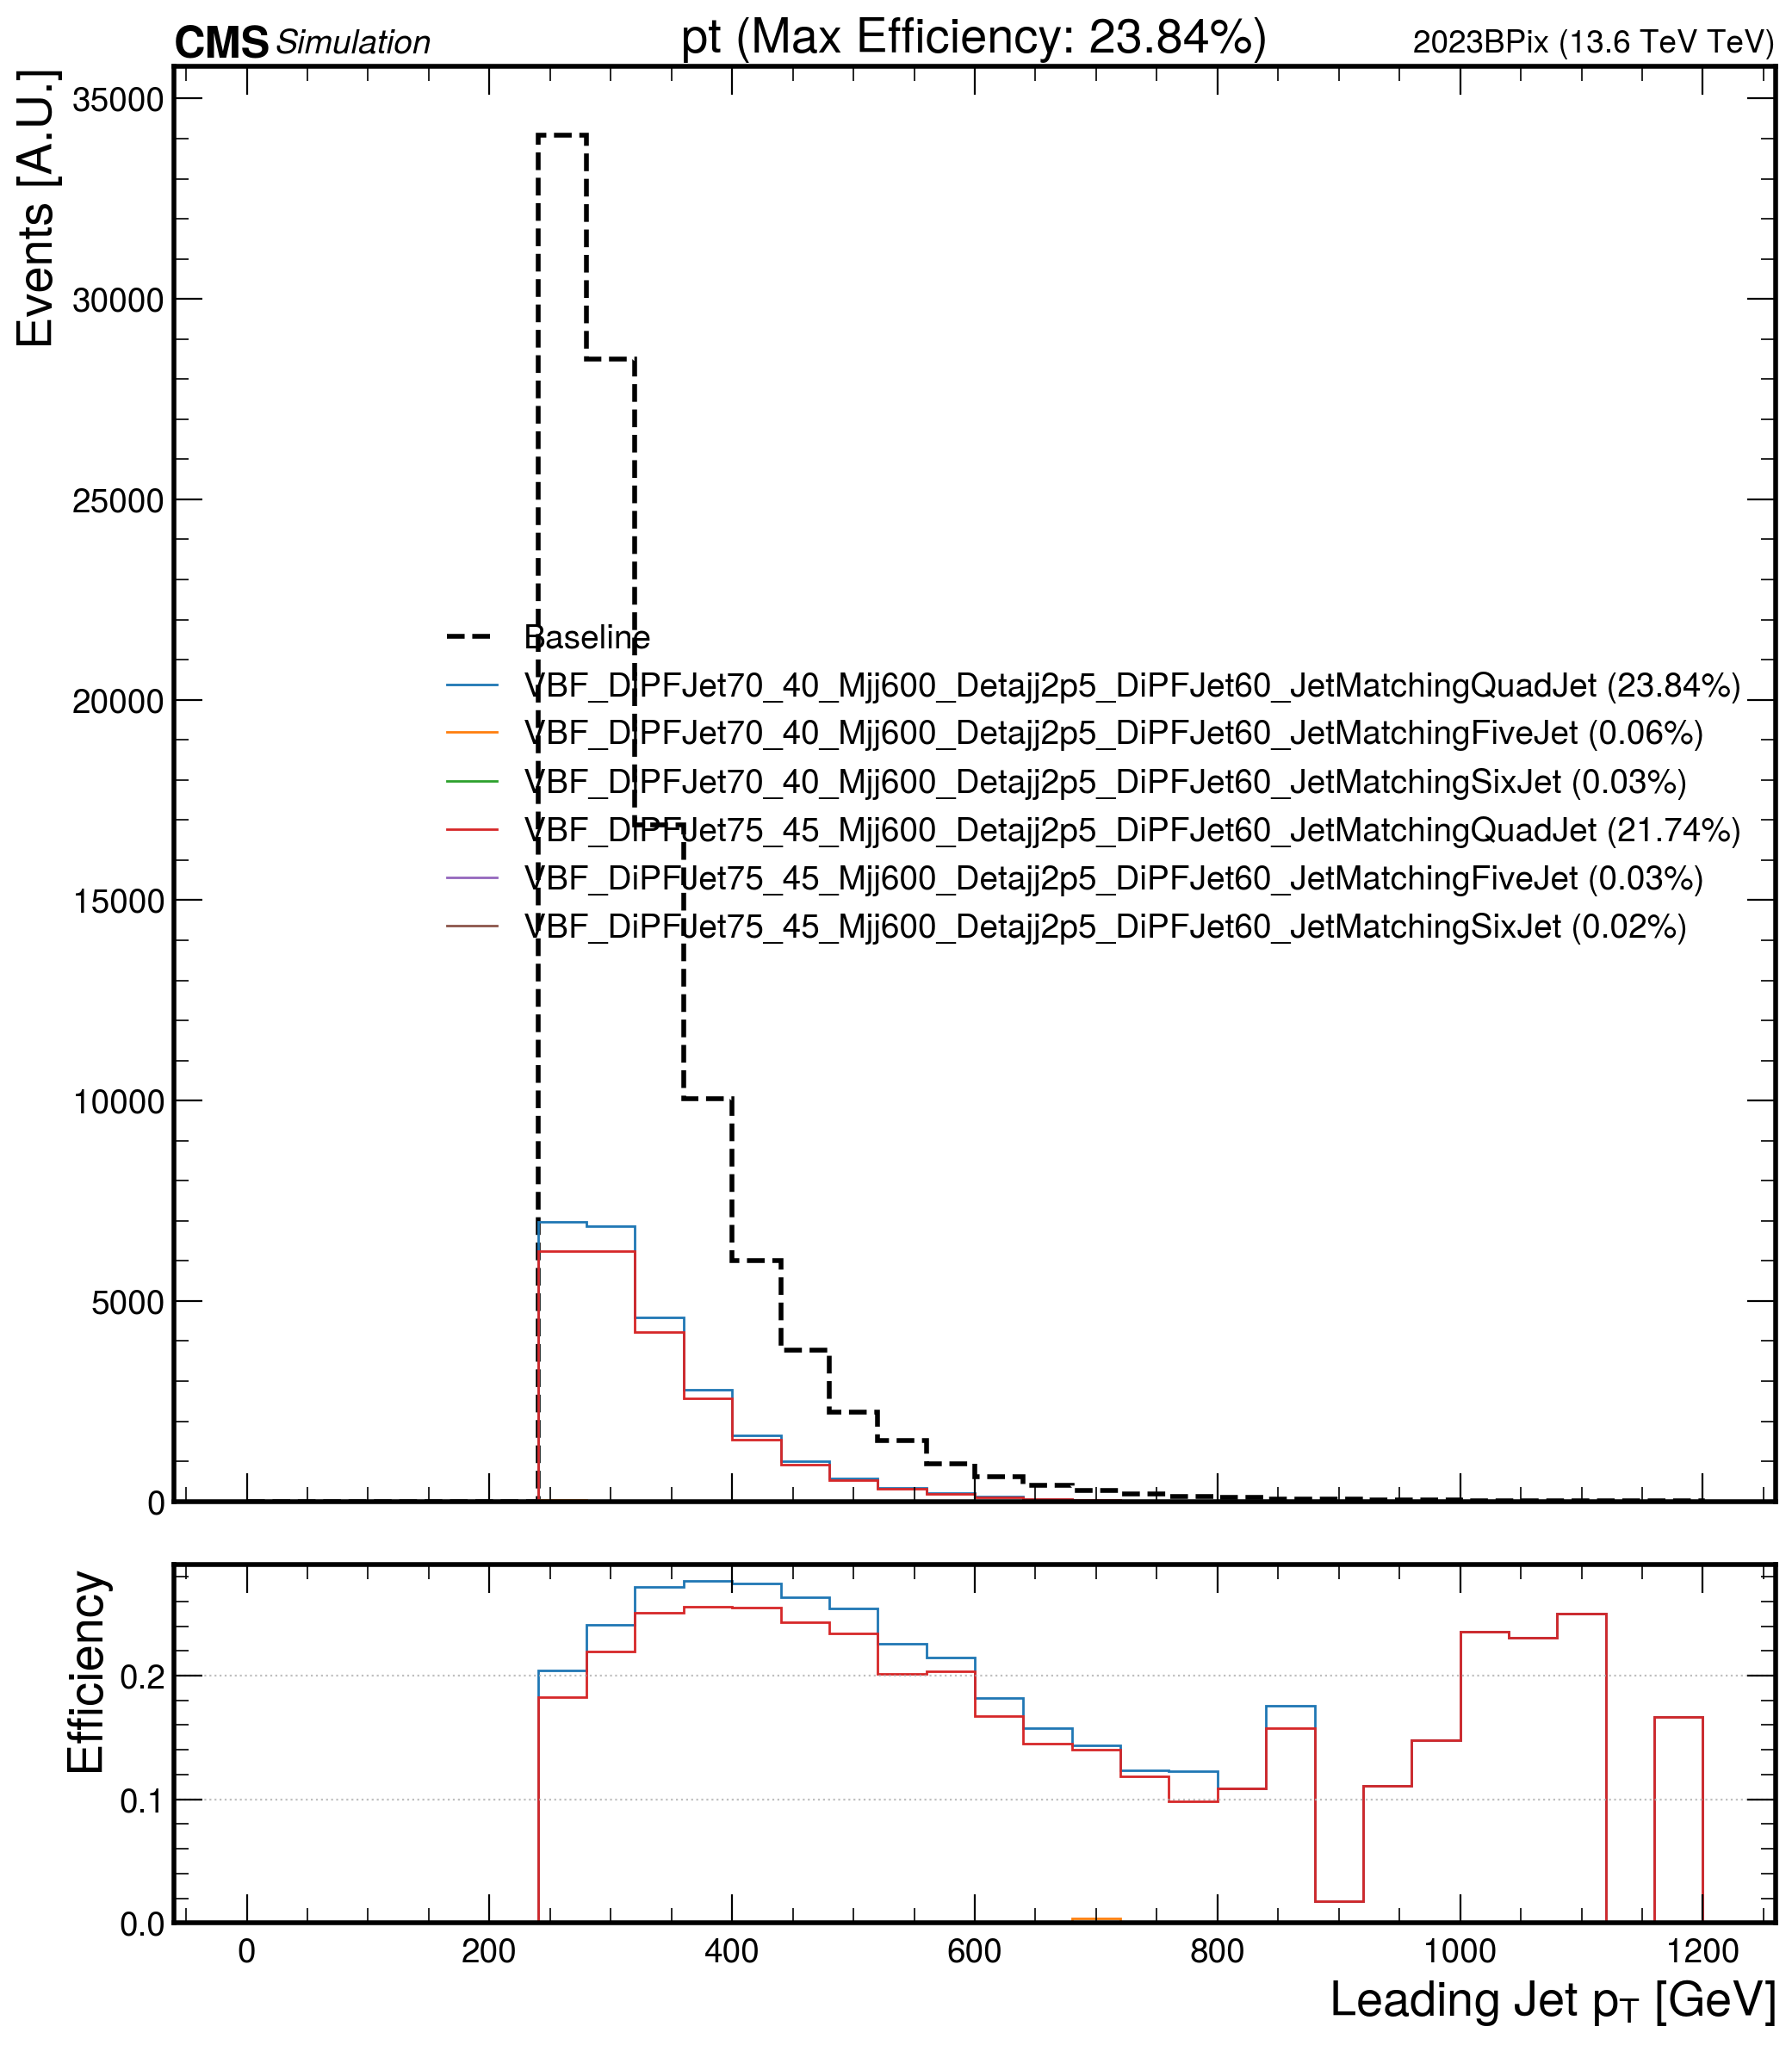 CMS Simulation
pt (Max Efficiency: 23.84%)
2023BPix (13.6 TeV TeV)
Events [A.U.]
35000
30000
25000
20000
15000
10000
5000
0
Baseline
VBF_DiPFJet70_40_Mjj600_Detajj2p5_DiPFJet60_JetMatchingQuadJet (23.84%)
VBF_DiPFJet70_40_Mjj600_Detajj2p5_DiPFJet60_JetMatchingFiveJet (0.06%)
VBF_DiPFJet70_40_Mjj600_Detajj2p5_DiPFJet60_JetMatchingSixJet (0.03%)
VBF_DiPFJet75_45_Mjj600_Detajj2p5_DiPFJet60_JetMatchingQuadJet (21.74%)
VBF_DiPFJet75_45_Mjj600_Detajj2p5_DiPFJet60_JetMatchingFiveJet (0.03%)
VBF_DiPFJet75_45_Mjj600_Detajj2p5_DiPFJet60_JetMatchingSixJet (0.02%)
Efficiency
0.2
0.1
0.0
0 200 400 600 800 1000 1200
Leading Jet p_T [GeV]